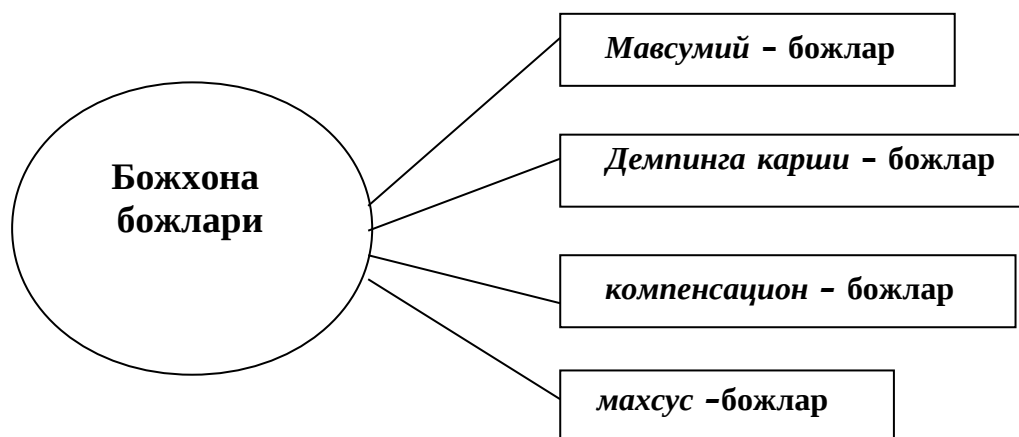 Божхона
божлари
Мавсумий – божлар
Демпинга карши – божлар
компенсацион – божлар
махсус –божлар